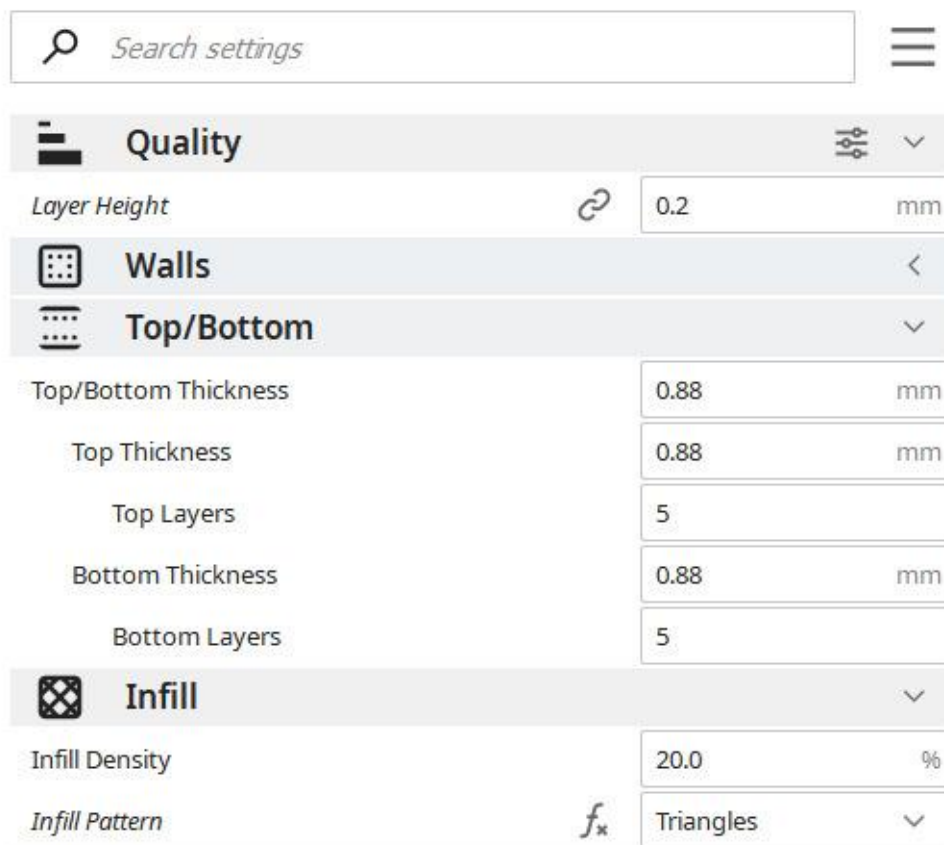 Search settings
Quality
Layer Height 0.2 mm
Walls
Top/Bottom
Top/Bottom Thickness 0.88 mm
Top Thickness 0.88 mm
Top Layers 5
Bottom Thickness 0.88 mm
Bottom Layers 5
Infill
Infill Density 20.0 %
Infill Pattern fx Triangles